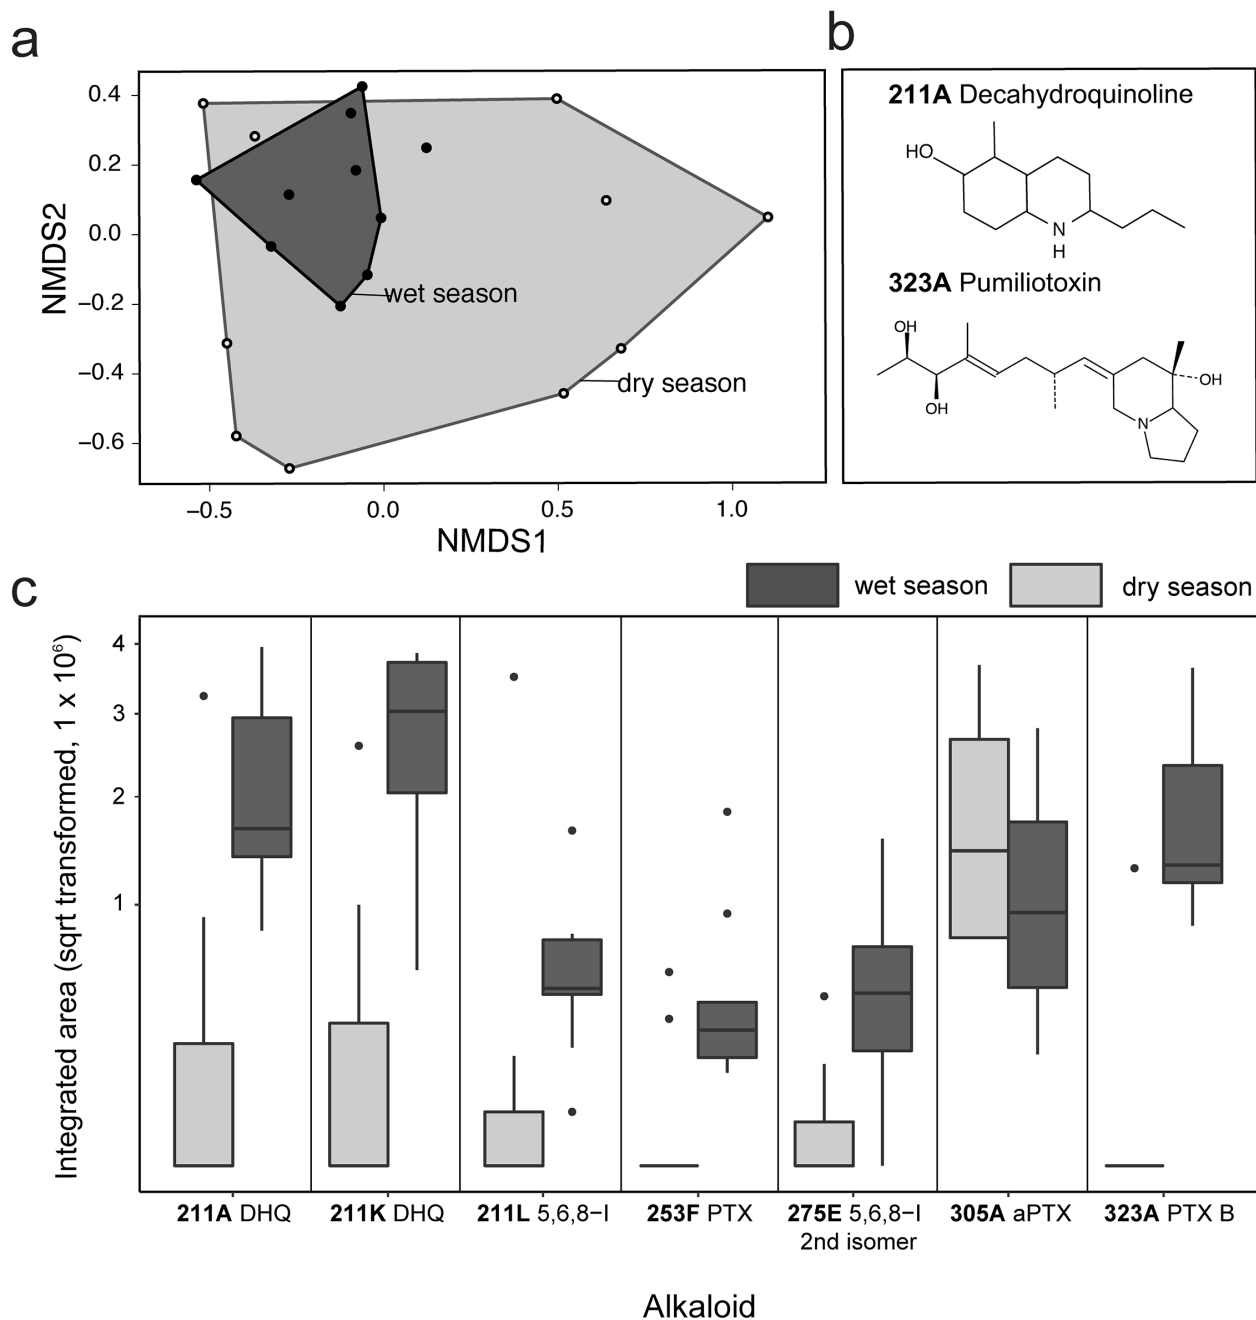 a
0.4
0.2
0.0
−0.2
−0.4
−0.6
NMDS2
−0.5
0.0
0.5
1.0
NMDS1
wet season
dry season
b
211A Decahydroquinoline
HO
N
H
323A Pumiliotoxin
OH
OH
OH
N
c
wet season
dry season
Integrated area (sqrt transformed, 1 x 10⁶)
4
3
2
1
211A DHQ
211K DHQ
211L 5,6,8−I
253F PTX
275E 5,6,8−I
2nd isomer
305A aPTX
323A PTX B
Alkaloid